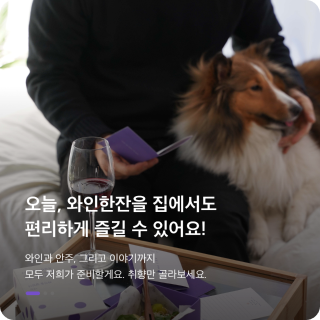 오늘, 와인한잔을 집에서도
편리하게 즐길 수 있어요!
와인과 안주, 그리고 이야기까지
모두 저희가 준비할게요. 취향만 골라보세요.